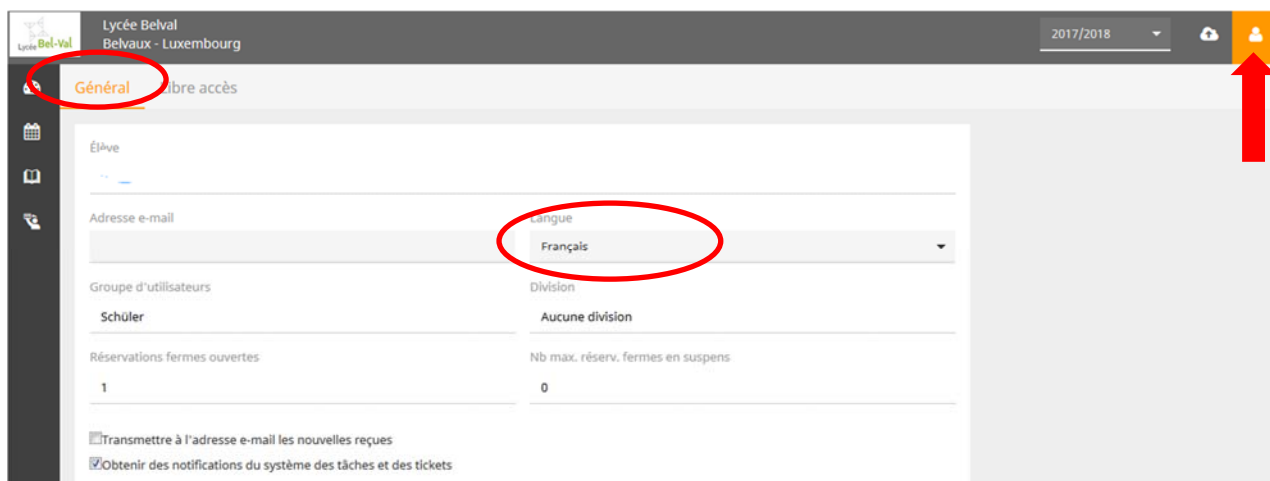 Lycée Bel-Val
Lycée Belval
Belvaux - Luxembourg
2017/2018
Général Libre accès
Élève
Adresse e-mail Langue
Français
Groupe d'utilisateurs Division
Schüler Aucune division
Réservations fermes ouvertes Nb max. réserv. fermes en suspens
1 0
Transmettre à l'adresse e-mail les nouvelles reçues
Obtenir des notifications du système des tâches et des tickets